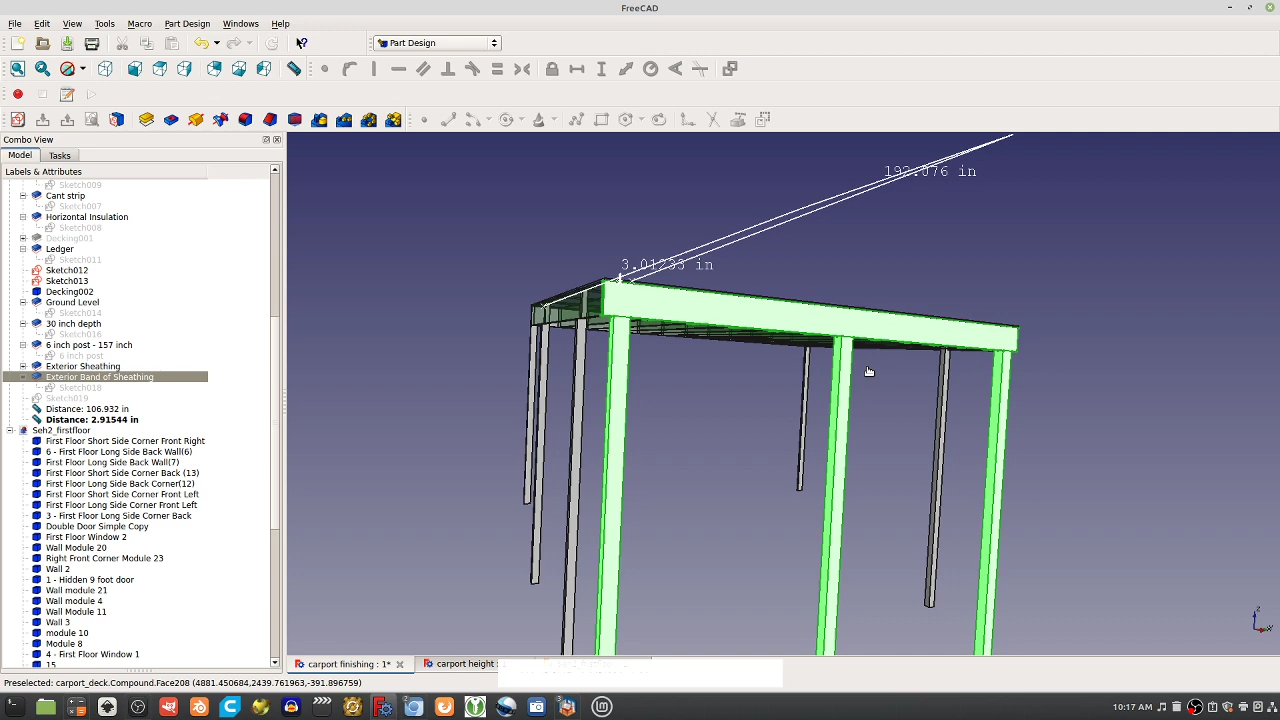 FreeCAD
File Edit View Tools Macro Part Design Windows Help
Part Design
Combo View
Model Tasks
Labels & Attributes
Sketch009
Cant strip
Sketch007
Horizontal Insulation
Sketch008
Decking001
Ledger
Sketch011
Sketch012
Sketch013
Decking002
Ground Level
Sketch014
30 inch depth
Sketch016
6 inch post - 157 inch
6 inch post
Exterior Sheathing
Exterior Band of Sheathing
Sketch018
Sketch019
Distance: 106.932 in
Distance: 2.91544 in
Seh2_firstfloor
First Floor Short Side Corner Front Right
6 - First Floor Long Side Back Wall(6)
First Floor Long Side Back Wall(7)
First Floor Short Side Corner Back (13)
First Floor Long Side Back Corner(12)
First Floor Short Side Corner Front Left
First Floor Long Side Corner Front Left
3 - First Floor Long Side Corner Back
Double Door Simple Copy
First Floor Window 2
Wall Module 20
Right Front Corner Module 23
Wall 2
1 - Hidden 9 foot door
Wall module 21
Wall module 4
Wall Module 11
Wall 3
module 10
Module 8
4 - First Floor Window 1
15
192.076 in
in
carport finishing : 1*
carport height
Preselected: carport_deck.Compound.Face208 (4881.450684,2439.761963,-391.896759)
10:17 AM